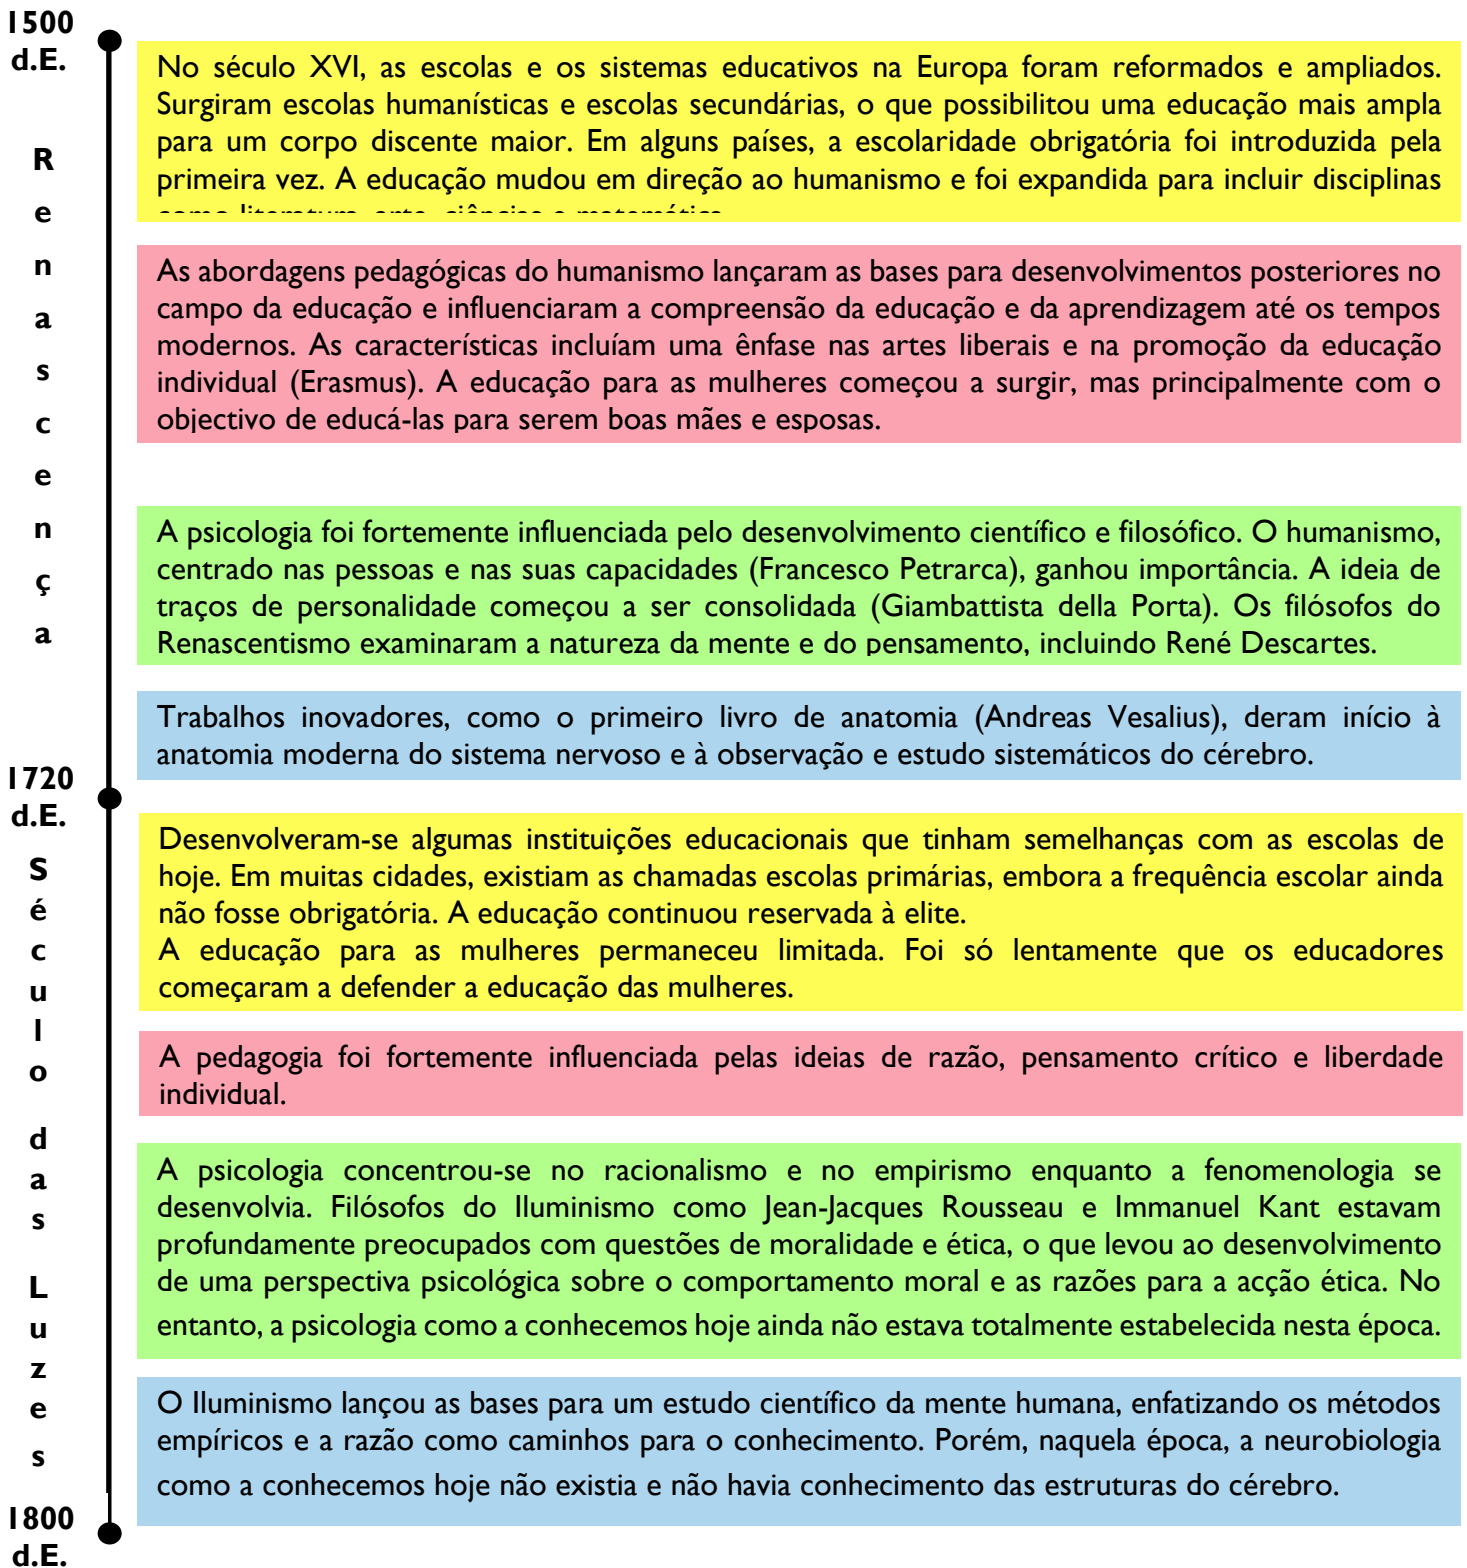 1500
d.E.
No século XVI, as escolas e os sistemas educativos na Europa foram reformados e ampliados.
Surgiram escolas humanísticas e escolas secundárias, o que possibilitou uma educação mais ampla
para um corpo discente maior. Em alguns países, a escolaridade obrigatória foi introduzida pela
primeira vez. A educação mudou em direção ao humanismo e foi expandida para incluir disciplinas
como literatura, arte, ciências e matemática.
Renascença
As abordagens pedagógicas do humanismo lançaram as bases para desenvolvimentos posteriores no
campo da educação e influenciaram a compreensão da educação e da aprendizagem até os tempos
modernos. As características incluíam uma ênfase nas artes liberais e na promoção da educação
individual (Erasmus). A educação para as mulheres começou a surgir, mas principalmente com o
objectivo de educá-las para serem boas mães e esposas.
A psicologia foi fortemente influenciada pelo desenvolvimento científico e filosófico. O humanismo,
centrado nas pessoas e nas suas capacidades (Francesco Petrarca), ganhou importância. A ideia de
traços de personalidade começou a ser consolidada (Giambattista della Porta). Os filósofos do
Renascentismo examinaram a natureza da mente e do pensamento, incluindo René Descartes.
Trabalhos inovadores, como o primeiro livro de anatomia (Andreas Vesalius), deram início à
anatomia moderna do sistema nervoso e à observação e estudo sistemáticos do cérebro.
1720
d.E.
Desenvolveram-se algumas instituições educacionais que tinham semelhanças com as escolas de
hoje. Em muitas cidades, existiam as chamadas escolas primárias, embora a frequência escolar ainda
não fosse obrigatória. A educação continuou reservada à elite.
A educação para as mulheres permaneceu limitada. Foi só lentamente que os educadores
começaram a defender a educação das mulheres.
Século das Luzes
A pedagogia foi fortemente influenciada pelas ideias de razão, pensamento crítico e liberdade
individual.
A psicologia concentrou-se no racionalismo e no empirismo enquanto a fenomenologia se
desenvolvia. Filósofos do Iluminismo como Jean-Jacques Rousseau e Immanuel Kant estavam
profundamente preocupados com questões de moralidade e ética, o que levou ao desenvolvimento
de uma perspectiva psicológica sobre o comportamento moral e as razões para a acção ética. No
entanto, a psicologia como a conhecemos hoje ainda não estava totalmente estabelecida nesta época.
O Iluminismo lançou as bases para um estudo científico da mente humana, enfatizando os métodos
empíricos e a razão como caminhos para o conhecimento. Porém, naquela época, a neurobiologia
como a conhecemos hoje não existia e não havia conhecimento das estruturas do cérebro.
1800
d.E.